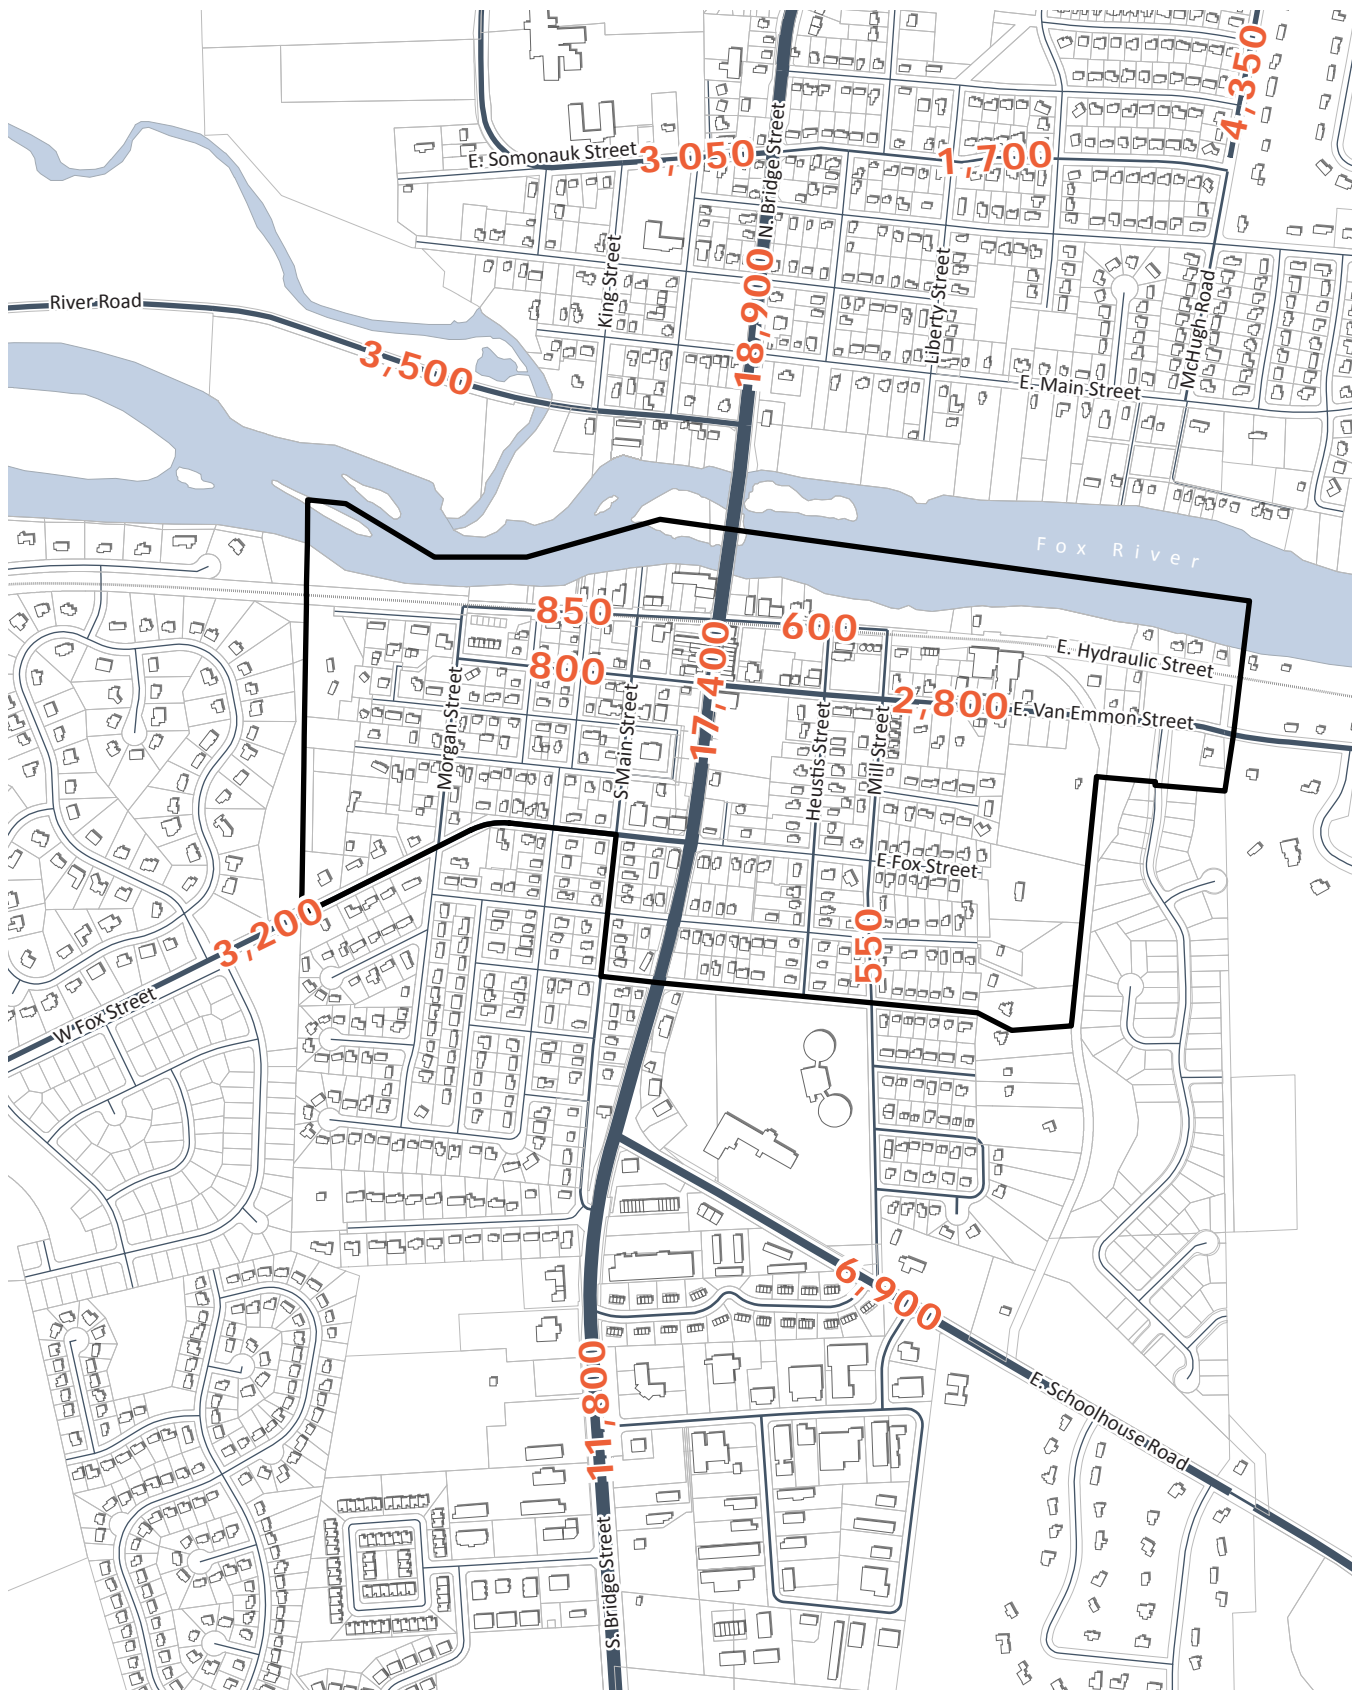 4,350
E. Somonauk Street
3,050
N. Bridge Street
1,700
King Street
Liberty Street
McHugh Road
River Road
18,900
3,500
E. Main Street
Fox River
850
600
800
17,400
E. Hydraulic Street
2,800
E. Van Emmon Street
Morgan Street
S Main Street
Heustis Street
Mill Street
E Fox Street
3,200
550
W Fox Street
6,900
11,800
E. Schoolhouse Road
S. Bridge Street